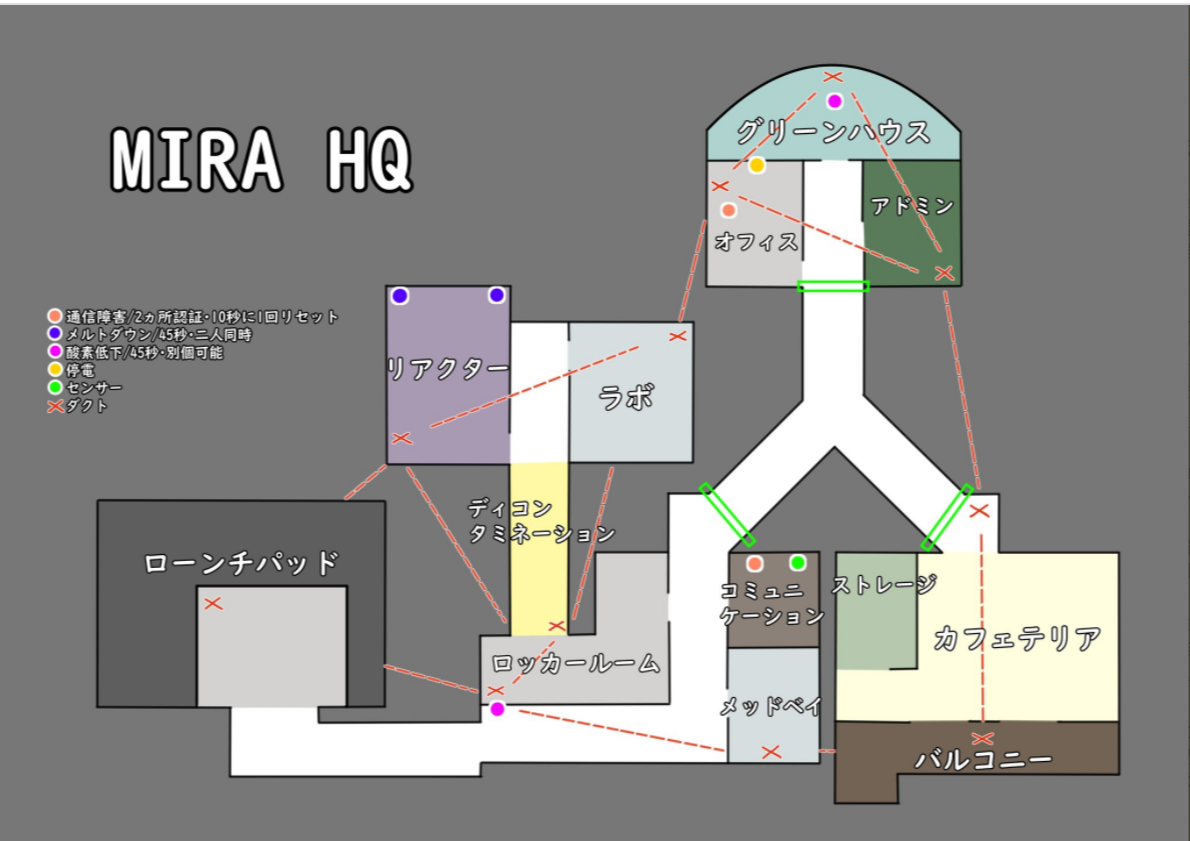 MIRA HQ
グリーンハウス
アドミン
オフィス
通信障害/2ヵ所認証・10秒に1回リセット
メルトダウン/45秒・二人同時
酸素低下/45秒・別個可能
停電
センサー
ダクト
リアクター
ラボ
ディコン
タミネーション
ローンチパッド
ロッカールーム
コミュニ
ケーション
ストレージ
カフェテリア
メッドベイ
バルコニー